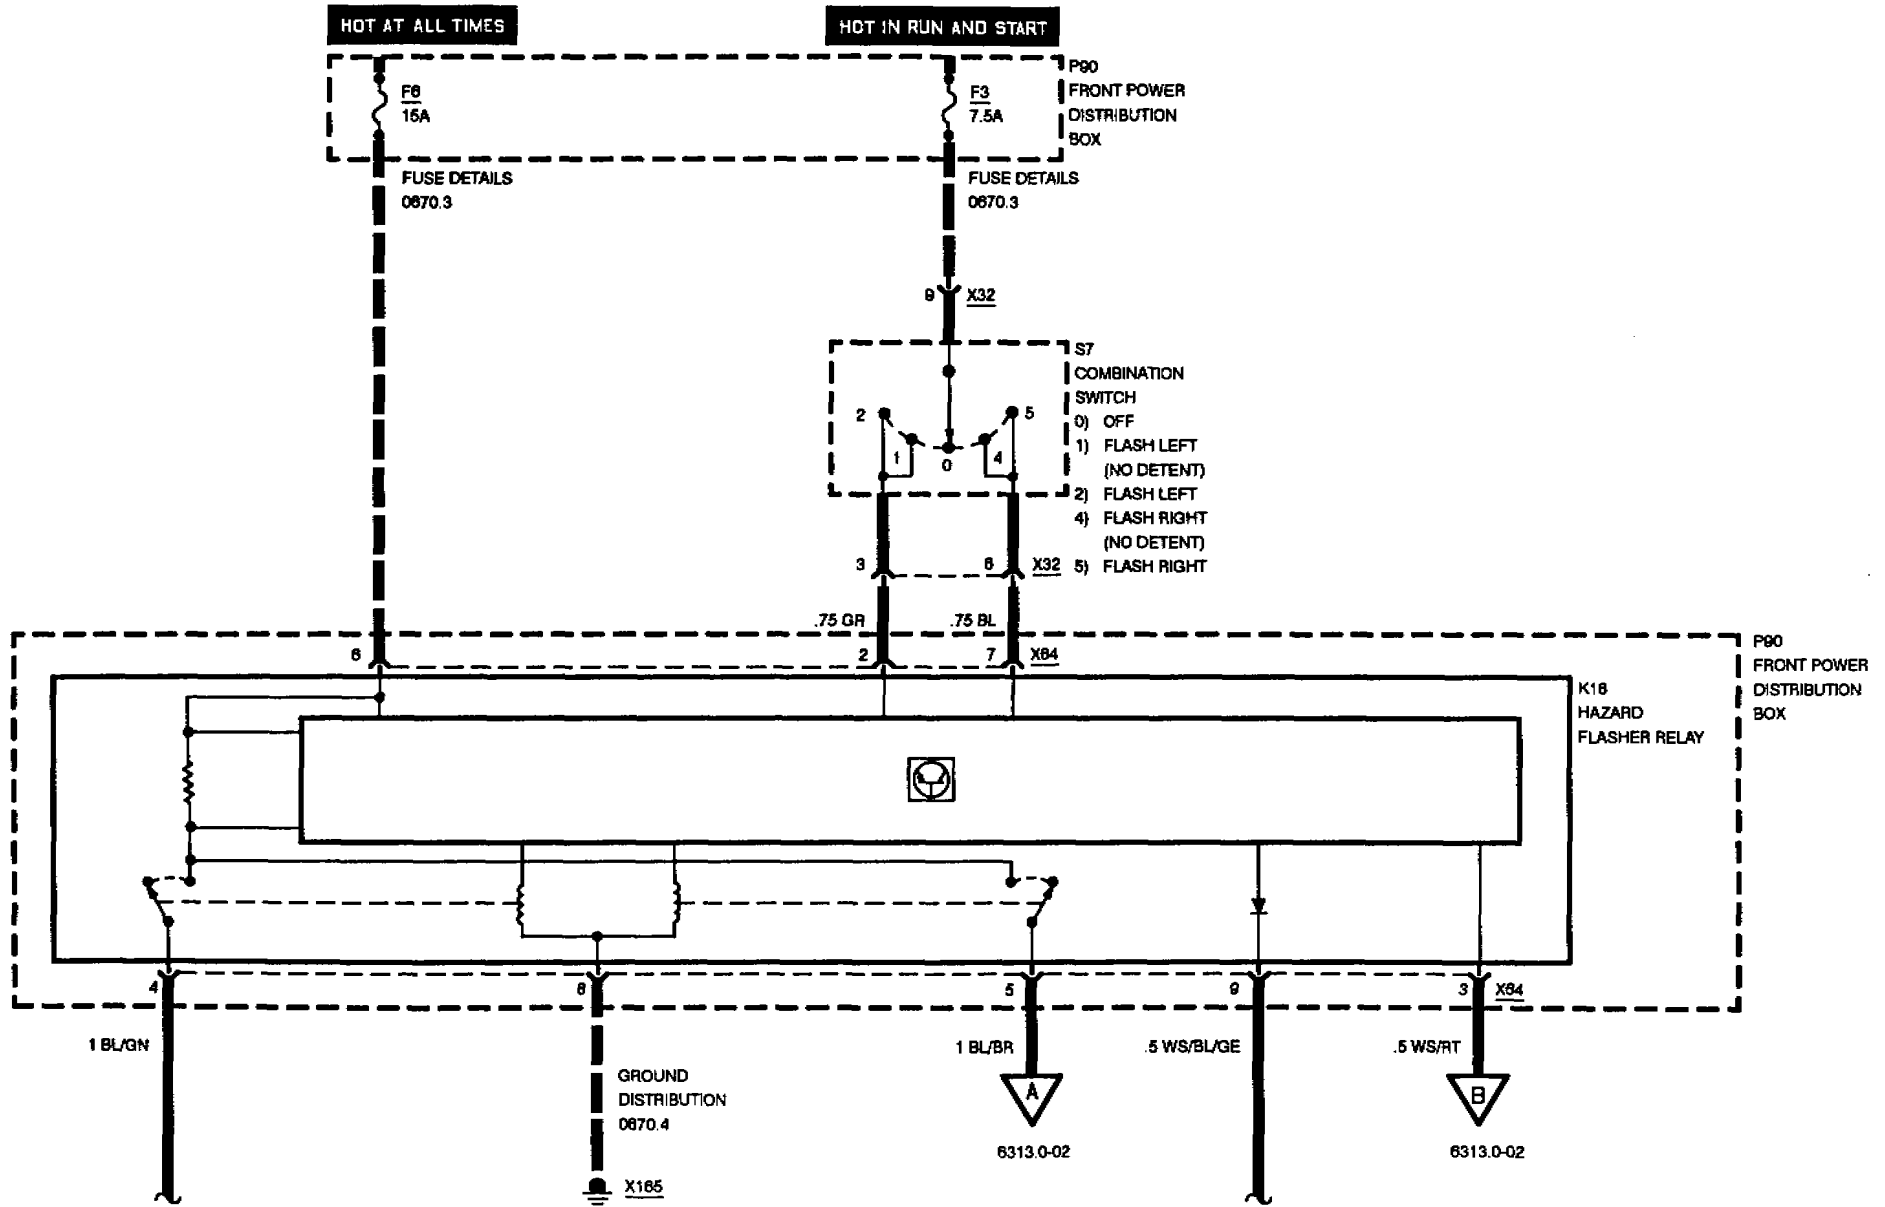 HOT AT ALL TIMES
HOT IN RUN AND START
F6
15A
F3
7.5A
P90
FRONT POWER
DISTRIBUTION
BOX
FUSE DETAILS
0670.3
FUSE DETAILS
0670.3
9
X32
S7
COMBINATION
SWITCH
0) OFF
1) FLASH LEFT
(NO DETENT)
2) FLASH LEFT
4) FLASH RIGHT
(NO DETENT)
5) FLASH RIGHT
2
5
1
0
4
3
6
X32
.75 GR
.75 BL
6
2
7
X64
P90
FRONT POWER
DISTRIBUTION
BOX
K16
HAZARD
FLASHER RELAY
4
8
5
9
3
X64
1 BL/GN
1 BL/BR
.5 WS/BL/GE
.5 WS/RT
GROUND
DISTRIBUTION
0670.4
A
B
6313.0-02
6313.0-02
X165